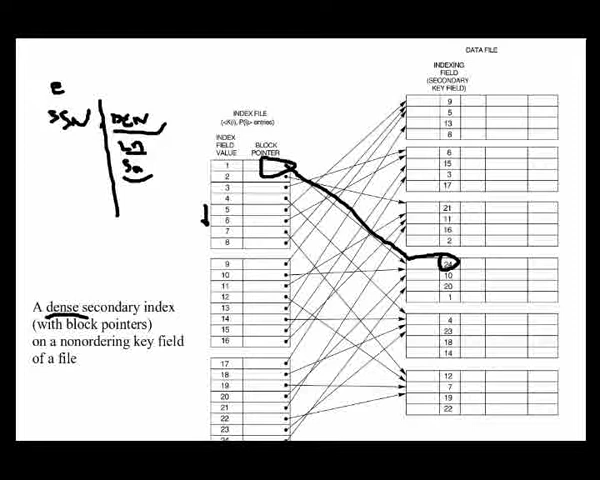 E
SSN
DATA FILE
INDEXING
FIELD
(SECONDARY
KEY FIELD)
INDEX FILE
(<K(i), P(i)> entries)
INDEX
FIELD
VALUE
BLOCK
POINTER
1
2
3
4
5
6
7
8
9
10
11
12
13
14
15
16
17
18
19
20
21
22
23
24
9
5
13
8
6
15
3
17
21
11
16
2
24
10
20
1
4
23
18
14
12
7
19
22
A dense secondary index
(with block pointers)
on a nonordering key field
of a file